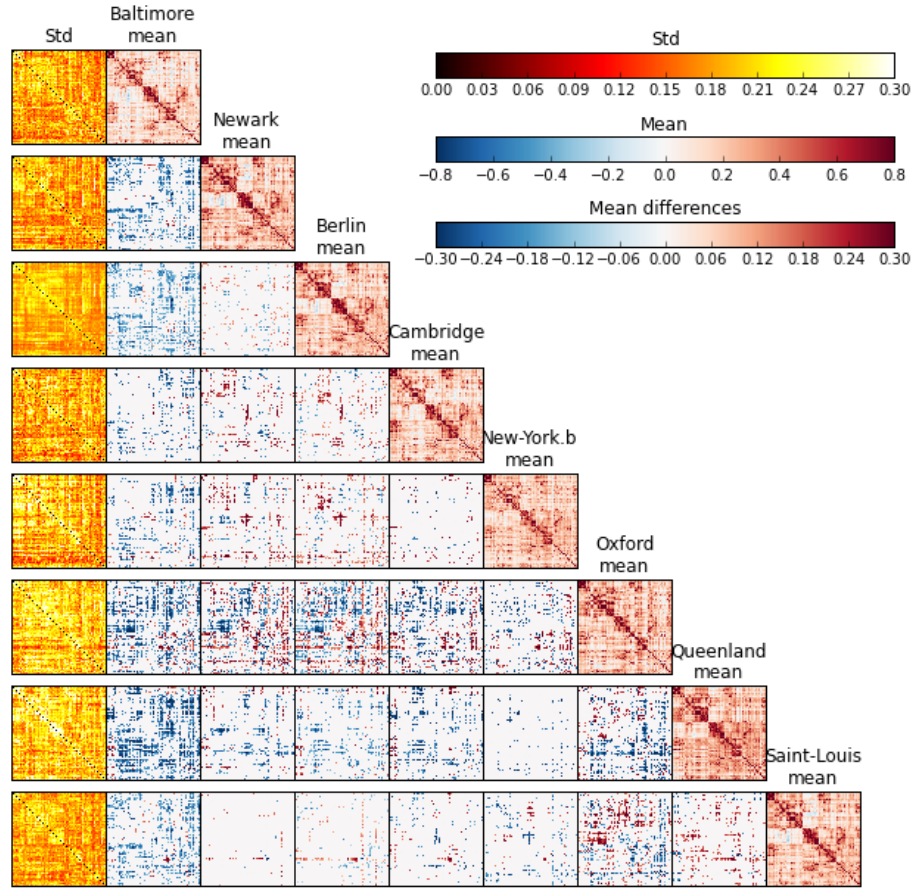 Baltimore
mean
Std
Std
0.00 0.03 0.06 0.09 0.12 0.15 0.18 0.21 0.24 0.27 0.30
Newark
mean
Mean
−0.8 −0.6 −0.4 −0.2 0.0 0.2 0.4 0.6 0.8
Mean differences
−0.30 −0.24 −0.18 −0.12 −0.06 0.00 0.06 0.12 0.18 0.24 0.30
Berlin
mean
Cambridge
mean
New-York.b
mean
Oxford
mean
Queenland
mean
Saint-Louis
mean